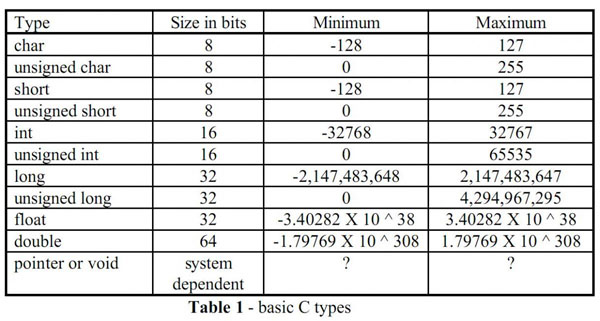 Type Size in bits Minimum Maximum
char 8 -128 127
unsigned char 8 0 255
short 8 -128 127
unsigned short 8 0 255
int 16 -32768 32767
unsigned int 16 0 65535
long 32 -2,147,483,648 2,147,483,647
unsigned long 32 0 4,294,967,295
float 32 -3.40282 X 10 ^ 38 3.40282 X 10 ^ 38
double 64 -1.79769 X 10 ^ 308 1.79769 X 10 ^ 308
pointer or void system ? ?
dependent
Table 1 - basic C types